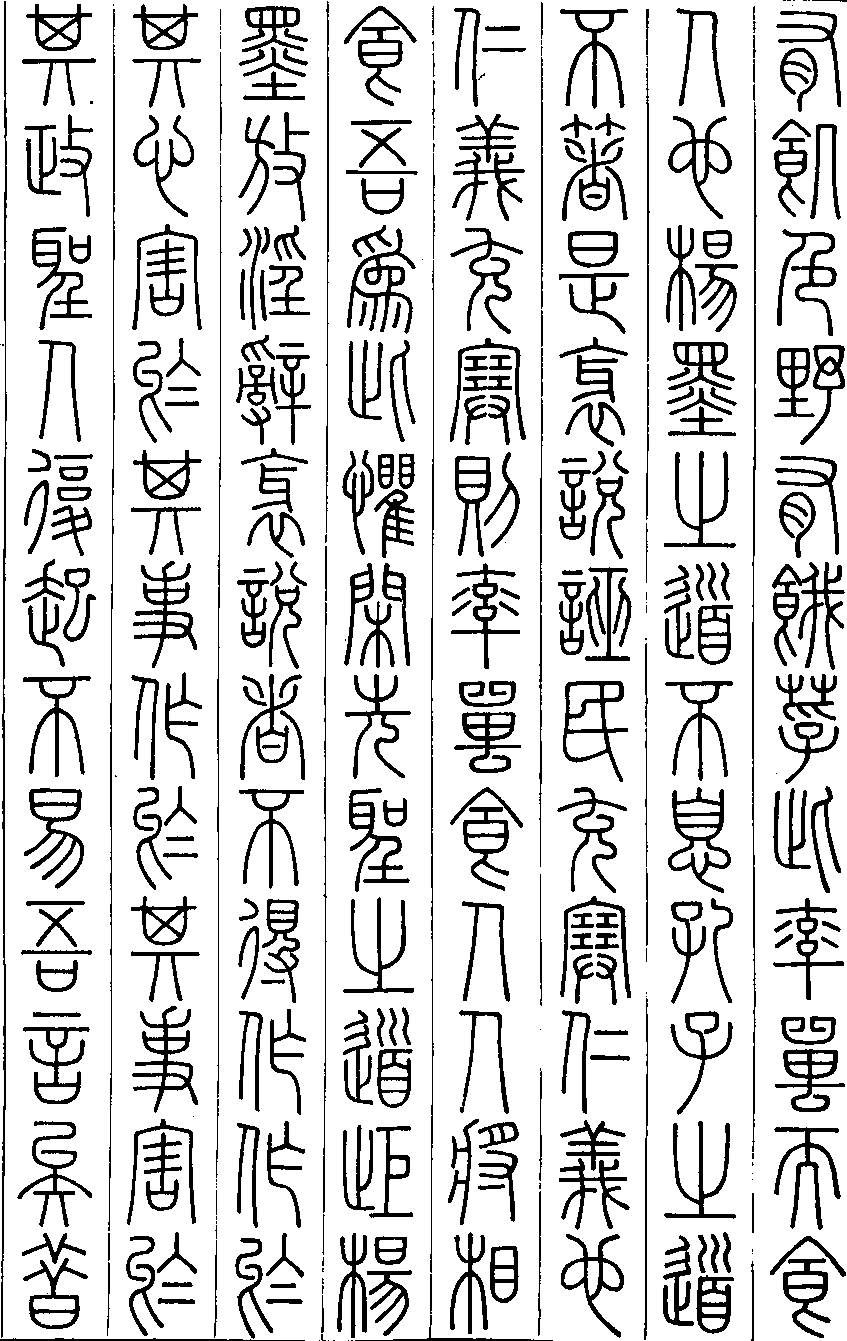 有飢色野有餓莩此率獸而食
人也楊墨之道不息孔子之道
不著是邪說誣民充塞仁義也
仁義充塞則率獸食人人將相
食吾為此懼閑先聖之道距楊
墨放淫辭邪說者不得作作於
其心害於其事作於其事害於
其政聖人復起不易吾言矣昔